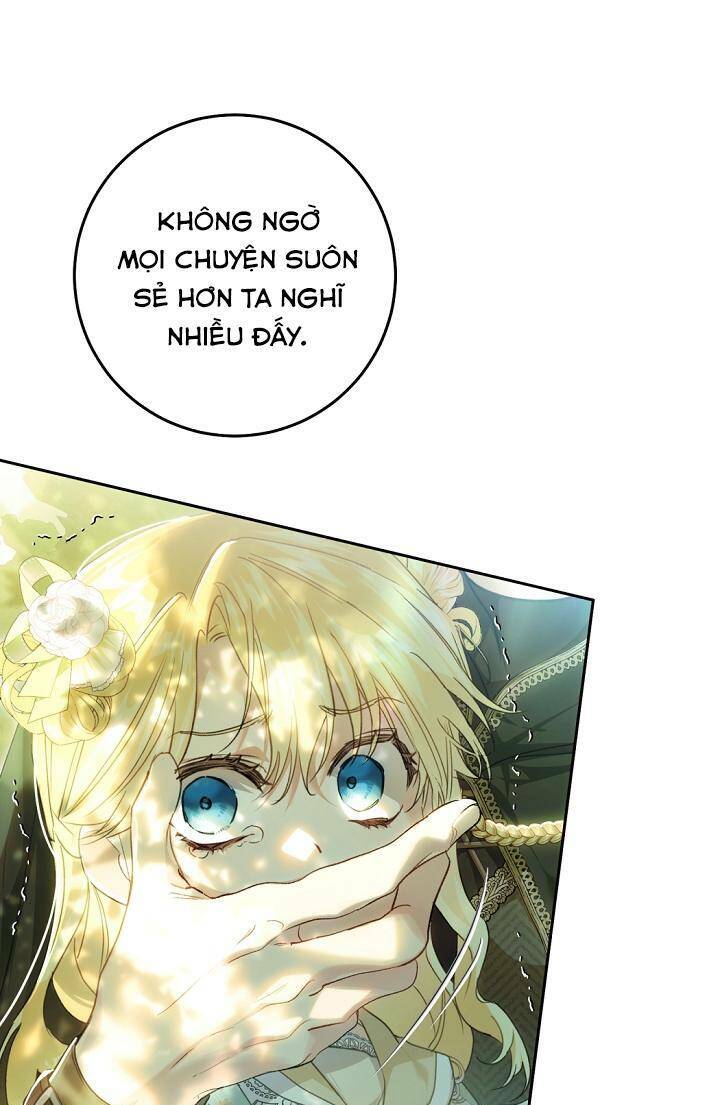 KHÔNG NGỜ
MỌI CHUYỆN SUÔN
SẺ HƠN TA NGHĨ
NHIỀU ĐẤY.